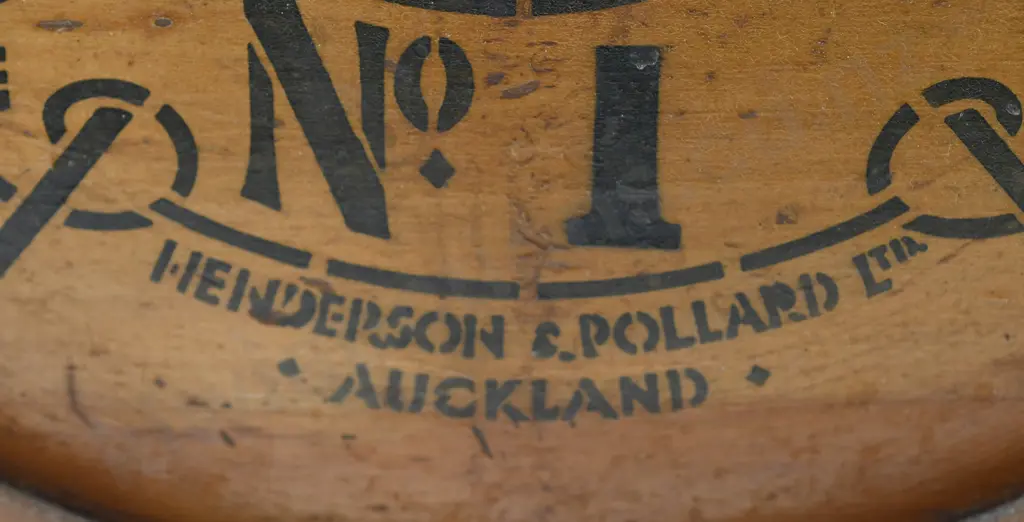 No. 1
HENDERSON & POLLARD LTD.
AUCKLAND